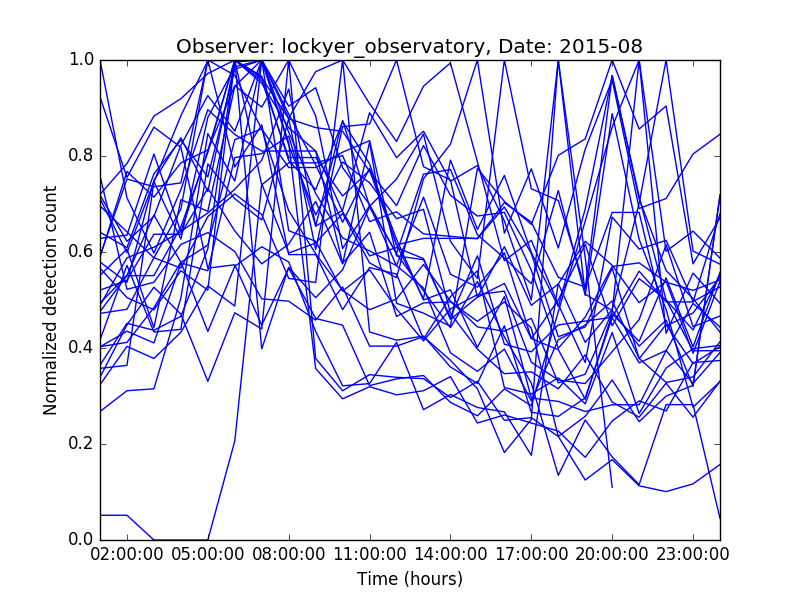 Observer: lockyer_observatory, Date: 2015-08
1.0
0.8
0.6
0.4
0.2
0.0
Normalized detection count
02:00:00 05:00:00 08:00:00 11:00:00 14:00:00 17:00:00 20:00:00 23:00:00
Time (hours)